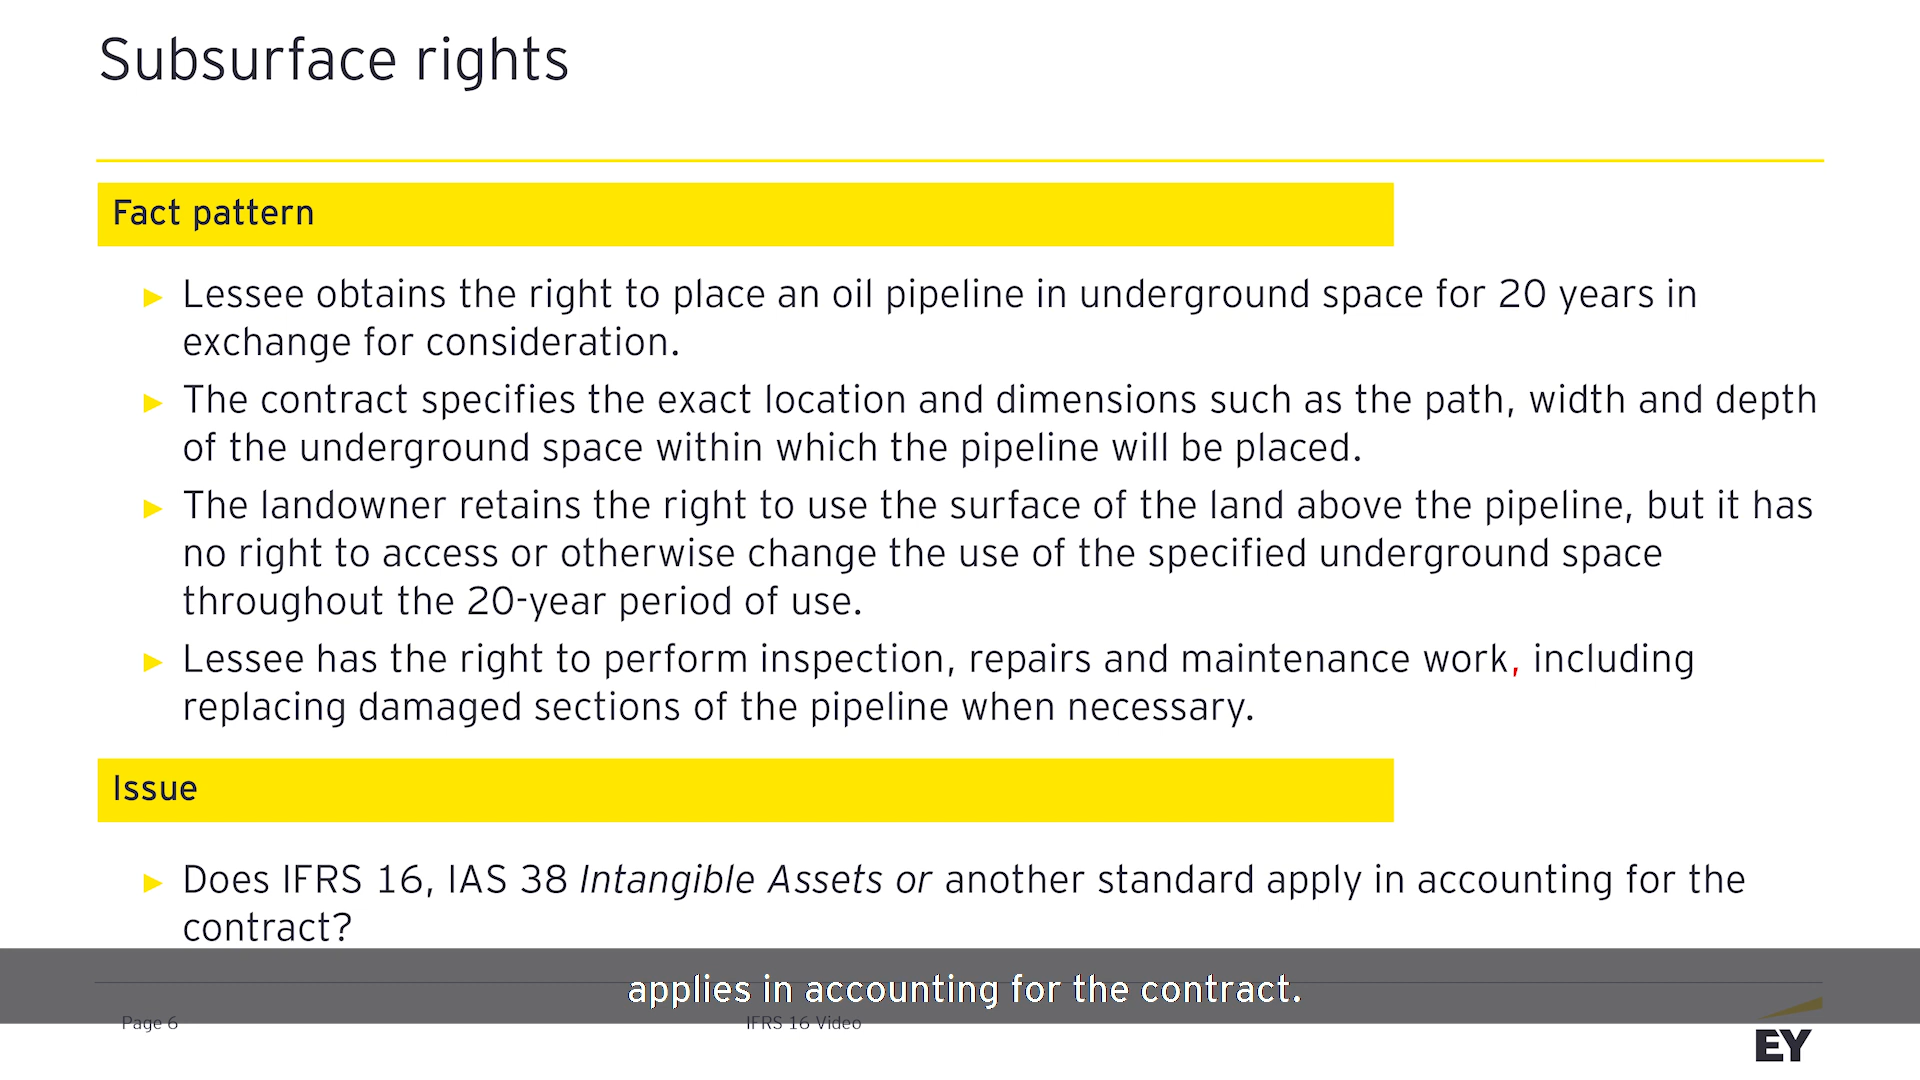 Subsurface rights
Fact pattern
► Lessee obtains the right to place an oil pipeline in underground space for 20 years in
exchange for consideration.
► The contract specifies the exact location and dimensions such as the path, width and depth
of the underground space within which the pipeline will be placed.
► The landowner retains the right to use the surface of the land above the pipeline, but it has
no right to access or otherwise change the use of the specified underground space
throughout the 20-year period of use.
► Lessee has the right to perform inspection, repairs and maintenance work, including
replacing damaged sections of the pipeline when necessary.
Issue
► Does IFRS 16, IAS 38 Intangible Assets or another standard apply in accounting for the
contract?
applies in accounting for the contract.
Page 6
IFRS 16 Video
EY